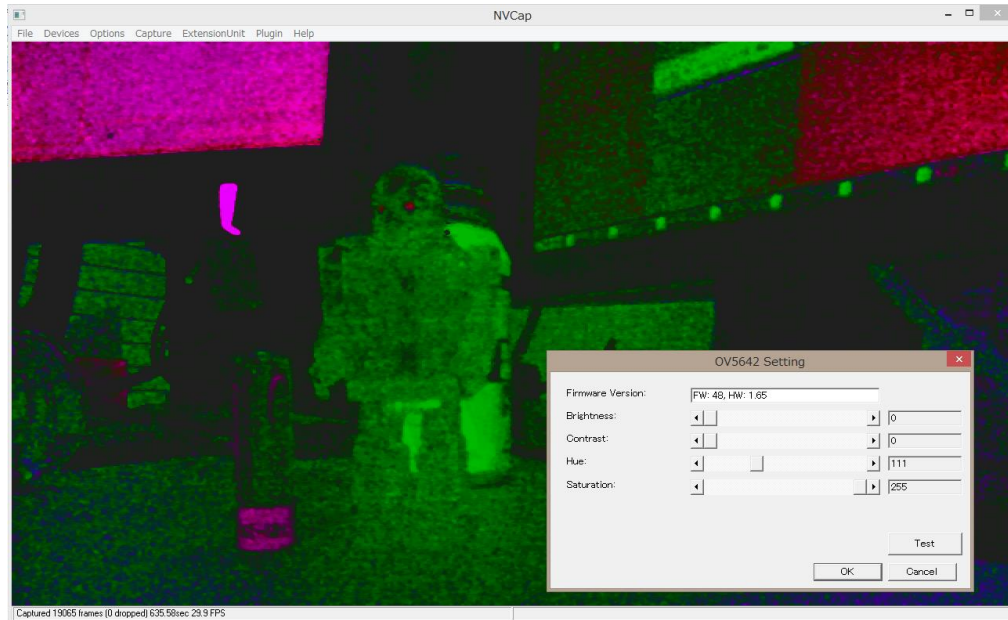 NVCap
File Devices Options Capture ExtensionUnit Plugin Help
OV5642 Setting
Firmware Version: FW: 48, HW: 1.65
Brightness: 0
Contrast: 0
Hue: 111
Saturation: 255
Test
OK Cancel
Captured 19065 frames (0 dropped) 635.58sec 29.9 FPS